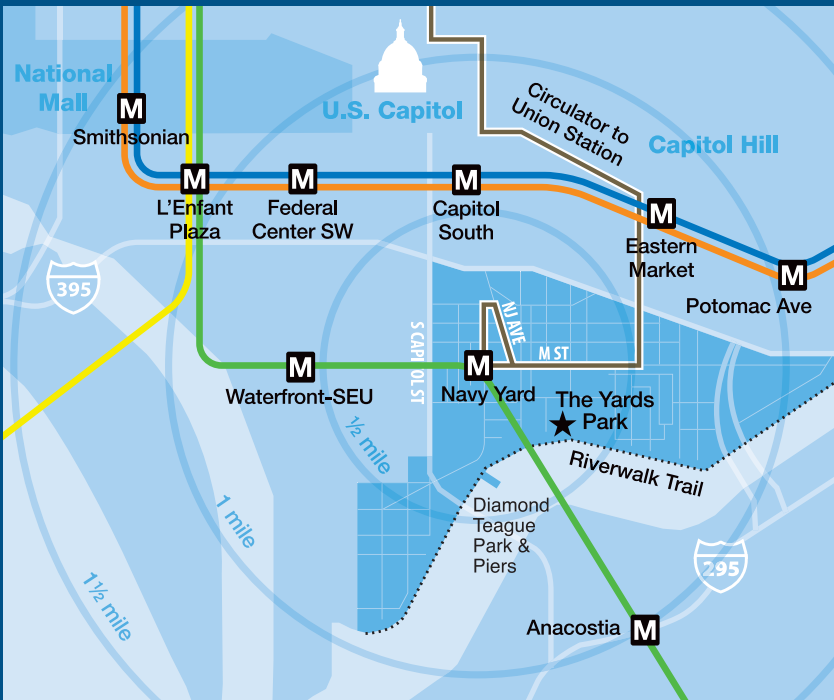 National
Mall
U.S. Capitol
Circulator to
Union Station
Capitol Hill
M
Smithsonian
M
L'Enfant
Plaza
M
Federal
Center SW
M
Capitol
South
M
Eastern
Market
M
Potomac Ave
395
S CAPITOL ST
NJ AVE
M ST
M
Waterfront-SEU
M
Navy Yard
The Yards
Park
Riverwalk Trail
½ mile
1 mile
1½ mile
Diamond
Teague
Park &
Piers
295
Anacostia
M